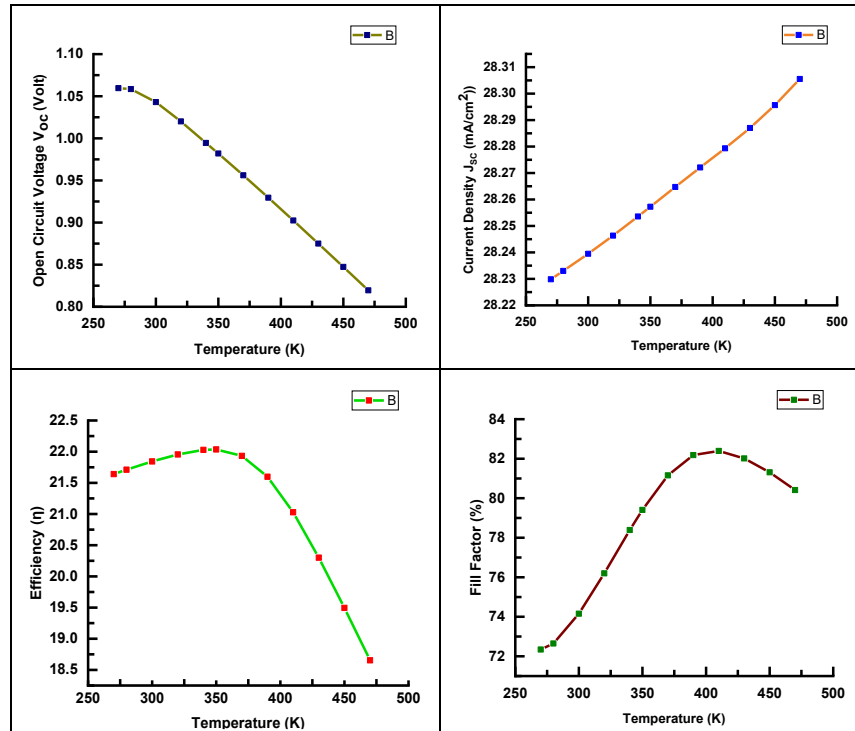 B
1.10
1.05
1.00
0.95
0.90
0.85
0.80
250 300 350 400 450 500
Open Circuit Voltage Voc (Volt)
Temperature (K)
B
28.31
28.30
28.29
28.28
28.27
28.26
28.25
28.24
28.23
28.22
250 300 350 400 450 500
Current Density Jsc (mA/cm²))
Temperature (K)
B
22.5
22.0
21.5
21.0
20.5
20.0
19.5
19.0
18.5
250 300 350 400 450 500
Efficiency (η)
Temperature (K)
B
84
82
80
78
76
74
72
250 300 350 400 450 500
Fill Factor (%)
Temperature (K)